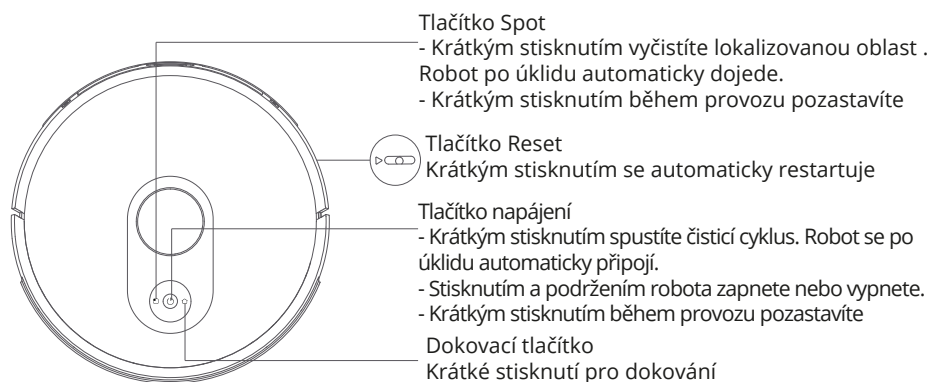 Tlačítko Spot
- Krátkým stisknutím vyčistíte lokalizovanou oblast .
Robot po úklidu automaticky dojede.
- Krátkým stisknutím během provozu pozastavíte
Tlačítko Reset
Krátkým stisknutím se automaticky restartuje
Tlačítko napájení
- Krátkým stisknutím spustíte čisticí cyklus. Robot se po
úklidu automaticky připojí.
- Stisknutím a podržením robota zapnete nebo vypnete.
- Krátkým stisknutím během provozu pozastavíte
Dokovací tlačítko
Krátké stisknutí pro dokování